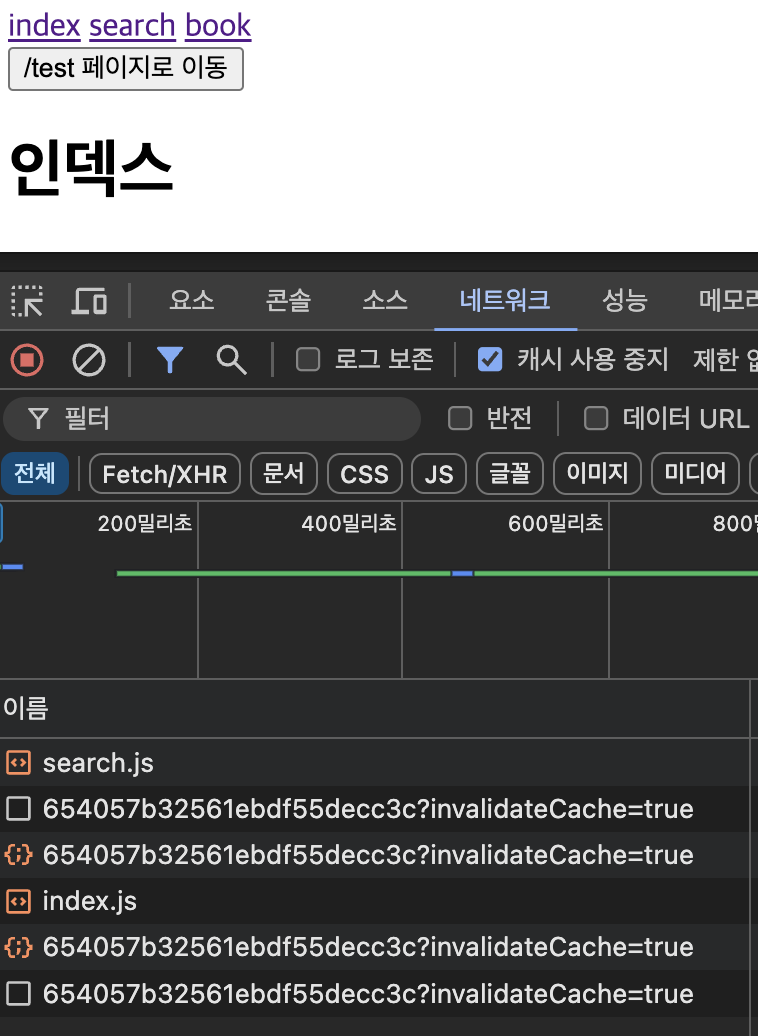 index search book
/test 페이지로 이동
인덱스
요소 콘솔 소스 네트워크 성능 메모리
로그 보존 캐시 사용 중지 제한
필터 반전 데이터 URL
전체 Fetch/XHR 문서 CSS JS 글꼴 이미지 미디어
200밀리초 400밀리초 600밀리초 800밀
이름
search.js
654057b32561ebdf55decc3c?invalidateCache=true
654057b32561ebdf55decc3c?invalidateCache=true
index.js
654057b32561ebdf55decc3c?invalidateCache=true
654057b32561ebdf55decc3c?invalidateCache=true